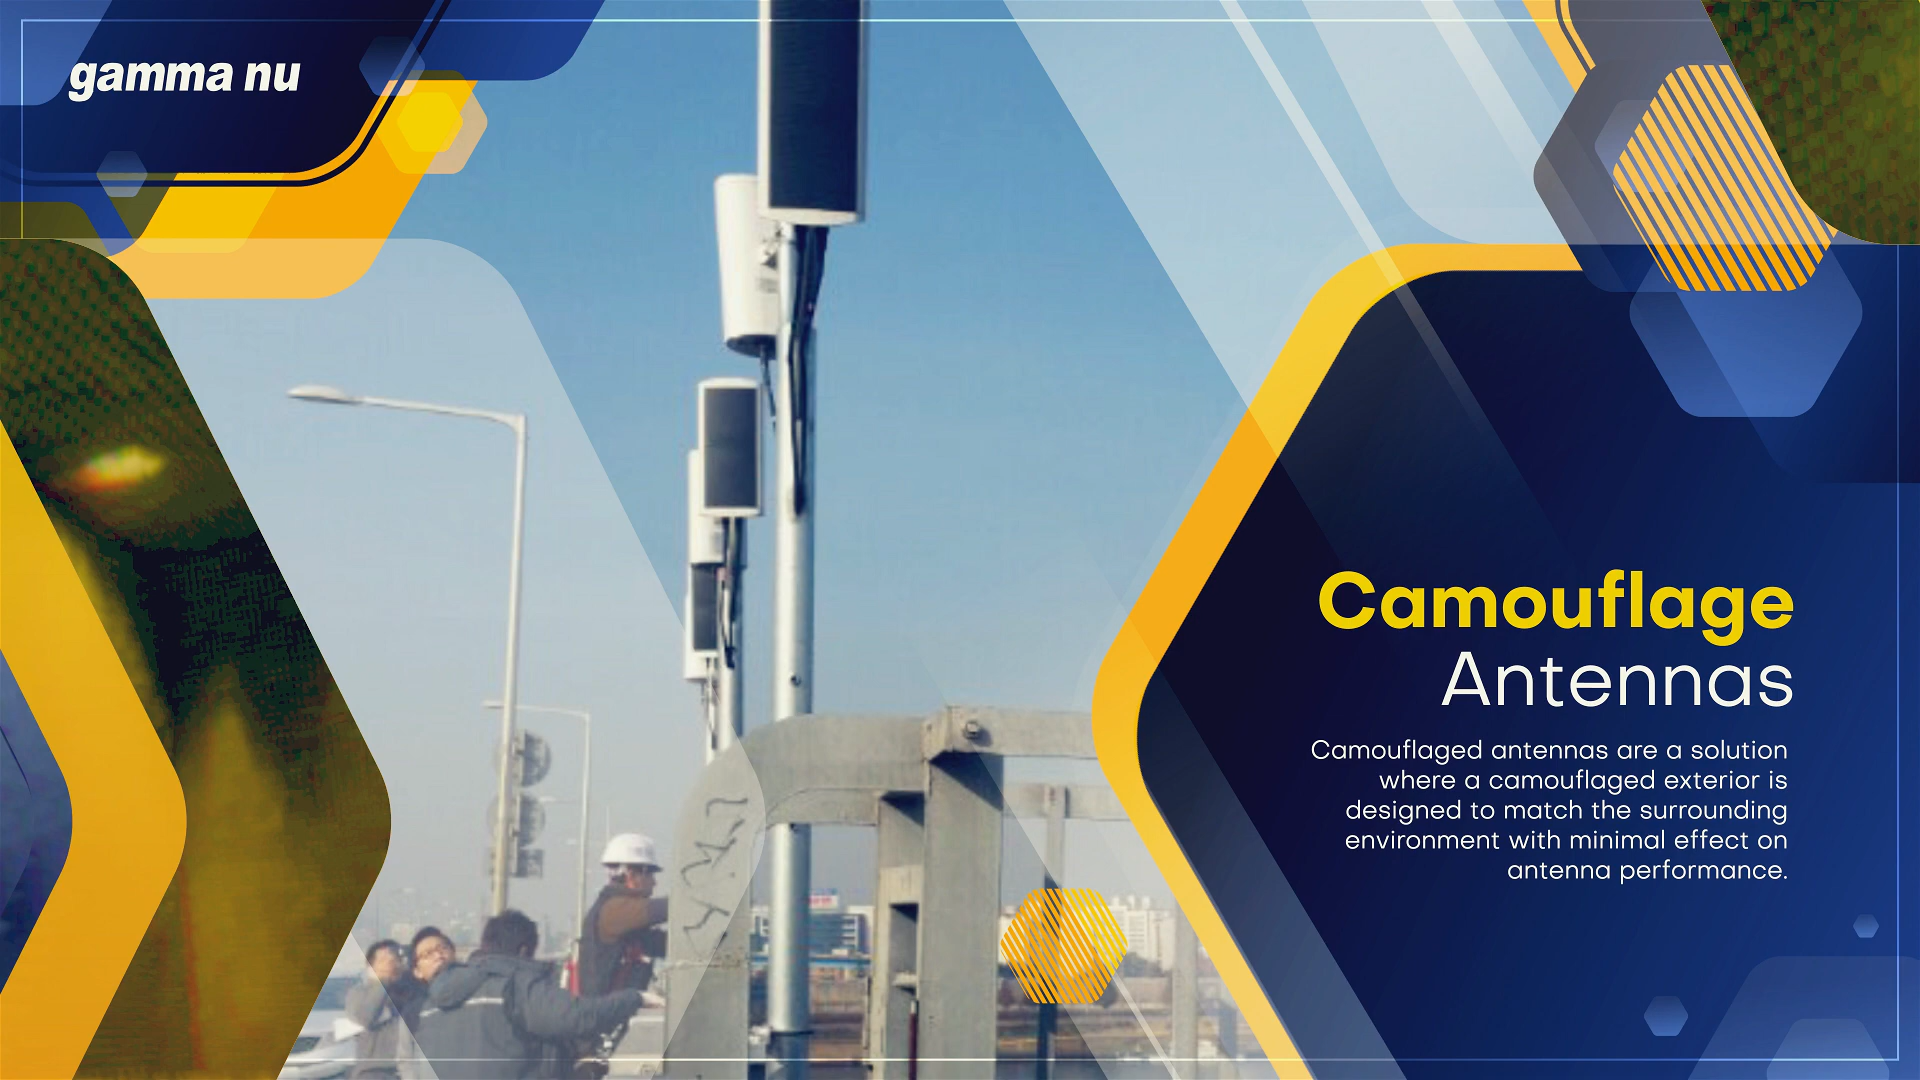 gamma nu
Camouflage
Antennas
Camouflaged antennas are a solution
where a camouflaged exterior is
designed to match the surrounding
environment with minimal effect on
antenna performance.